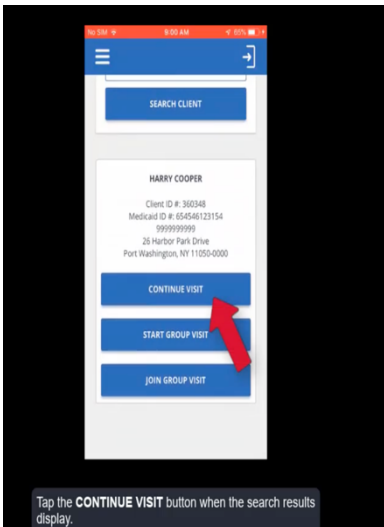 No SIM 9:00 AM 65%
SEARCH CLIENT
HARRY COOPER
Client ID #: 360348
Medicaid ID #: 654546123154
9999999999
26 Harbor Park Drive
Port Washington, NY 11050-0000
CONTINUE VISIT
START GROUP VISIT
JOIN GROUP VISIT
Tap the CONTINUE VISIT button when the search results
display.